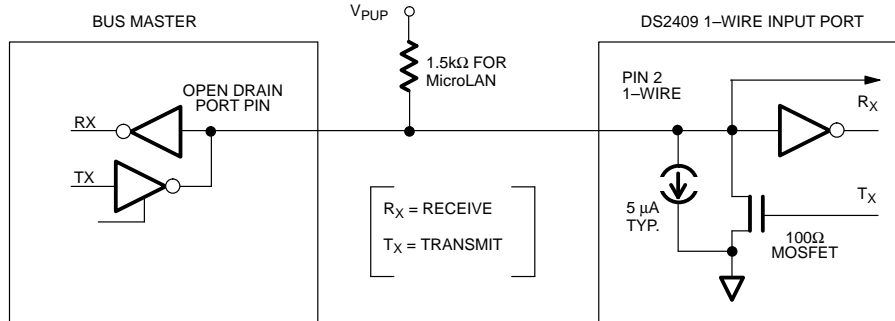 BUS MASTER
V_PUP
DS2409 1–WIRE INPUT PORT
1.5kΩ FOR
MicroLAN
OPEN DRAIN
PORT PIN
RX
TX
PIN 2
1–WIRE
R_X
R_X = RECEIVE
T_X = TRANSMIT
5 μA
TYP.
T_X
100Ω
MOSFET